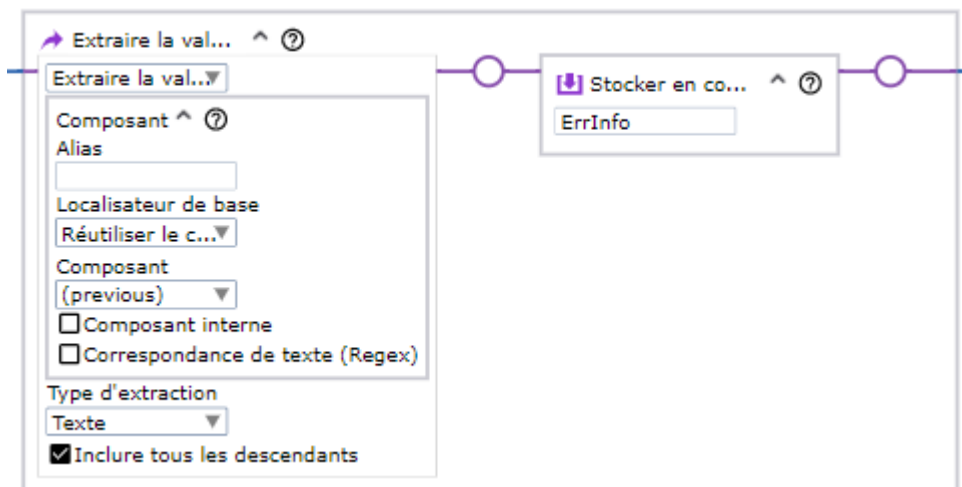 Extraire la val...
Extraire la val...
Composant
Alias
Localisateur de base
Réutiliser le c...
Composant
(previous)
Composant interne
Correspondance de texte (Regex)
Type d'extraction
Texte
Inclure tous les descendants
Stocker en co...
ErrInfo